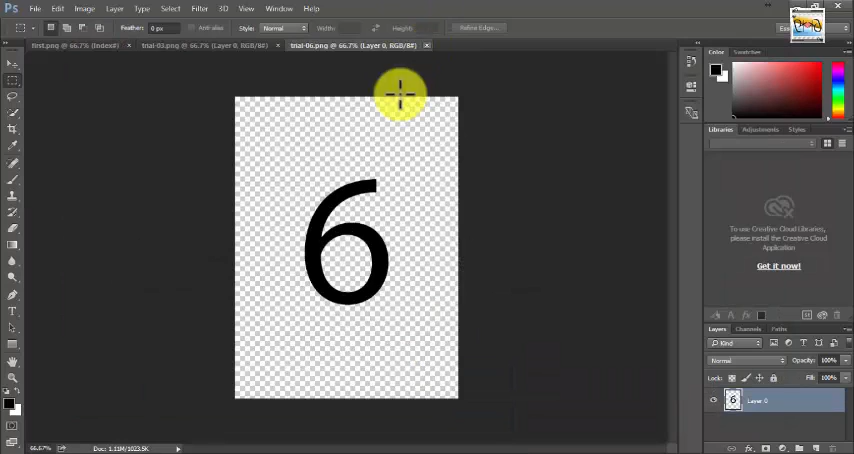 Ps File Edit Image Layer Type Select Filter 3D View Window Help
Feather: 0 px Anti-alias Style: Normal Width: Height: Refine Edge...
first.png @ 66.7% (Index#) trial-03.png @ 66.7% (Layer 0, RGB/8#) trial-06.png @ 66.7% (Layer 0, RGB/8#)
Color Swatches
Libraries Adjustments Styles
6
To use Creative Cloud Libraries,
please install the Creative Cloud
Application
Get it now!
Layers Channels Paths
Kind
Normal Opacity: 100%
Lock: Fill: 100%
6 Layer 0
66.67% Doc: 1.11M/1023.5K